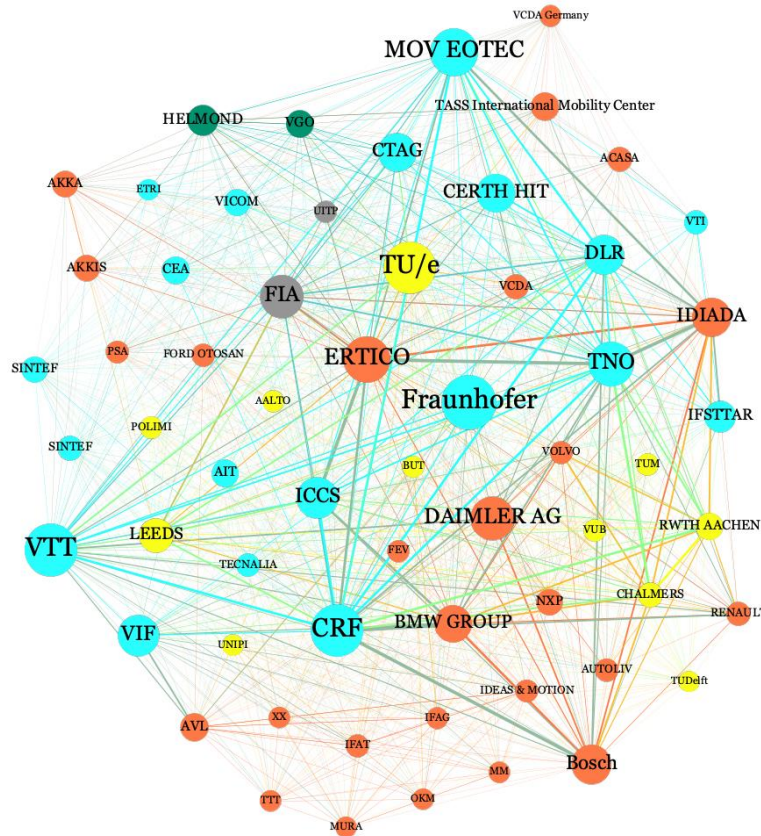 VCDA Germany
MOV EOTEC
TASS International Mobility Center
HELMOND
VGO
CTAG
ACASA
AKKA
ETRI
VICOM
CERTH HIT
UITP
VTI
DLR
TU/e
CEA
AKKIS
VCDA
FIA
IDIADA
PSA
FORD OTOSAN
ERTICO
TNO
SINTEF
AALTO
Fraunhofer
IFSTTAR
POLIMI
SINTEF
VOLVO
AIT
BUT
TUM
ICCS
DAIMLER AG
RWTH AACHEN
LEEDS
VUB
VTT
FEV
TECNALIA
CHALMERS
NXP
RENAULT
BMW GROUP
CRF
VIF
UNIPI
AUTOLIV
TUDelft
IDEAS & MOTION
XX
IFAG
AVL
IFAT
Bosch
MM
TTT
OKM
MURA